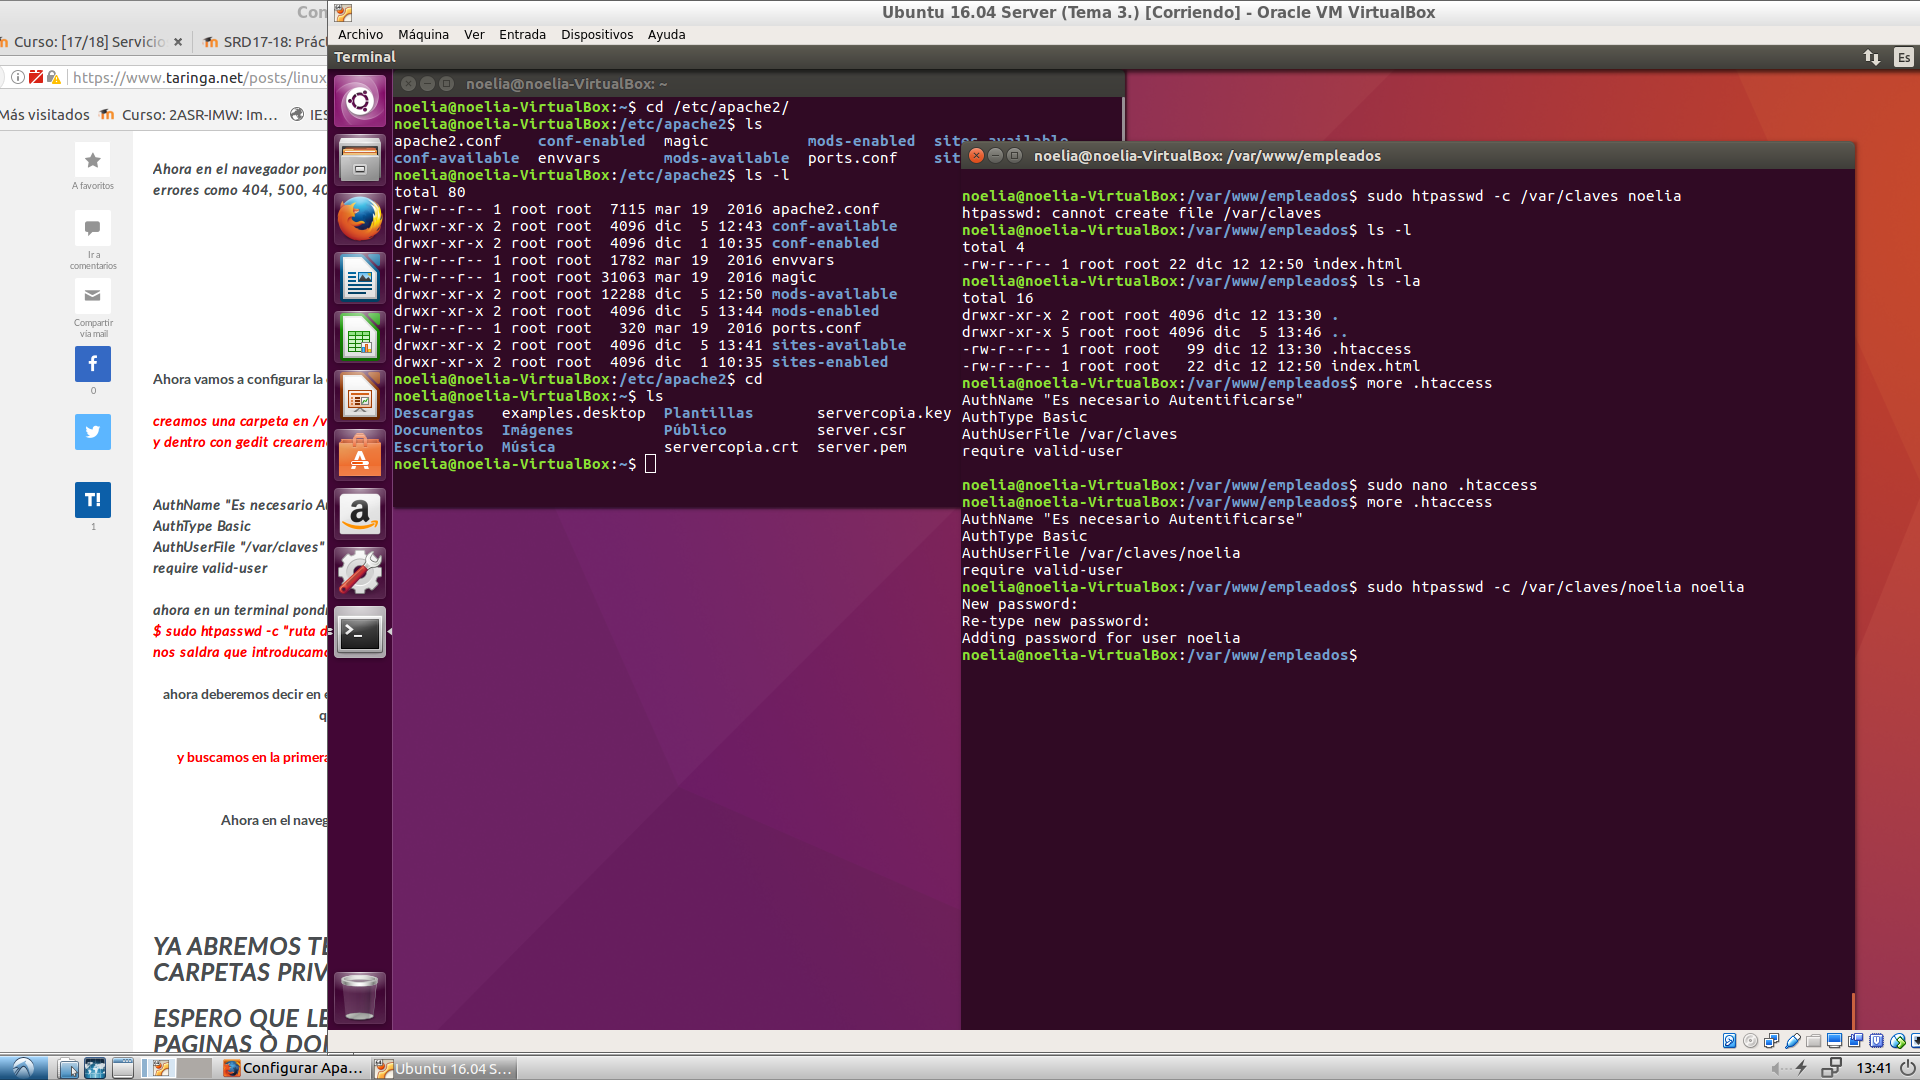 Con
Ubuntu 16.04 Server (Tema 3.) [Corriendo] - Oracle VM VirtualBox
Archivo Máquina Ver Entrada Dispositivos Ayuda
Terminal
Es
Curso: [17/18] Servicio
SRD17-18: Práct
https://www.taringa.net/posts/linux
Más visitados
Curso: 2ASR-IMW: Im...
IES
A favoritos
Ir a
comentarios
Compartir
vía mail
0
T!
1
Ahora en el navegador pon
errores como 404, 500, 40
Ahora vamos a configurar la
creamos una carpeta en /v
y dentro con gedit crearem
AuthName "Es necesario A
AuthType Basic
AuthUserFile "/var/claves"
require valid-user
ahora en un terminal pondr
$ sudo htpasswd -c "ruta d
nos saldra que introducamo
ahora deberemos decir en e
q
y buscamos en la primera
Ahora en el naveg
YA ABREMOS TE
CARPETAS PRIV
ESPERO QUE LE
PAGINAS O DOI
noelia@noelia-VirtualBox: ~
noelia@noelia-VirtualBox:~$ cd /etc/apache2/
noelia@noelia-VirtualBox:/etc/apache2$ ls
apache2.conf conf-enabled magic mods-enabled sites-available
conf-available envvars mods-available ports.conf sit
noelia@noelia-VirtualBox:/etc/apache2$ ls -l
total 80
-rw-r--r-- 1 root root 7115 mar 19 2016 apache2.conf
drwxr-xr-x 2 root root 4096 dic 5 12:43 conf-available
drwxr-xr-x 2 root root 4096 dic 1 10:35 conf-enabled
-rw-r--r-- 1 root root 1782 mar 19 2016 envvars
-rw-r--r-- 1 root root 31063 mar 19 2016 magic
drwxr-xr-x 2 root root 12288 dic 5 12:50 mods-available
drwxr-xr-x 2 root root 4096 dic 5 13:44 mods-enabled
-rw-r--r-- 1 root root 320 mar 19 2016 ports.conf
drwxr-xr-x 2 root root 4096 dic 5 13:41 sites-available
drwxr-xr-x 2 root root 4096 dic 1 10:35 sites-enabled
noelia@noelia-VirtualBox:/etc/apache2$ cd
noelia@noelia-VirtualBox:~$ ls
Descargas examples.desktop Plantillas servercopia.key
Documentos Imágenes Público server.csr
Escritorio Música servercopia.crt server.pem
noelia@noelia-VirtualBox:~$
noelia@noelia-VirtualBox: /var/www/empleados
noelia@noelia-VirtualBox:/var/www/empleados$ sudo htpasswd -c /var/claves noelia
htpasswd: cannot create file /var/claves
noelia@noelia-VirtualBox:/var/www/empleados$ ls -l
total 4
-rw-r--r-- 1 root root 22 dic 12 12:50 index.html
noelia@noelia-VirtualBox:/var/www/empleados$ ls -la
total 16
drwxr-xr-x 2 root root 4096 dic 12 13:30 .
drwxr-xr-x 5 root root 4096 dic 5 13:46 ..
-rw-r--r-- 1 root root 99 dic 12 13:30 .htaccess
-rw-r--r-- 1 root root 22 dic 12 12:50 index.html
noelia@noelia-VirtualBox:/var/www/empleados$ more .htaccess
AuthName "Es necesario Autentificarse"
AuthType Basic
AuthUserFile /var/claves
require valid-user
noelia@noelia-VirtualBox:/var/www/empleados$ sudo nano .htaccess
noelia@noelia-VirtualBox:/var/www/empleados$ more .htaccess
AuthName "Es necesario Autentificarse"
AuthType Basic
AuthUserFile /var/claves/noelia
require valid-user
noelia@noelia-VirtualBox:/var/www/empleados$ sudo htpasswd -c /var/claves/noelia noelia
New password:
Re-type new password:
Adding password for user noelia
noelia@noelia-VirtualBox:/var/www/empleados$
Configurar Apa...
Ubuntu 16.04 S...
13:41